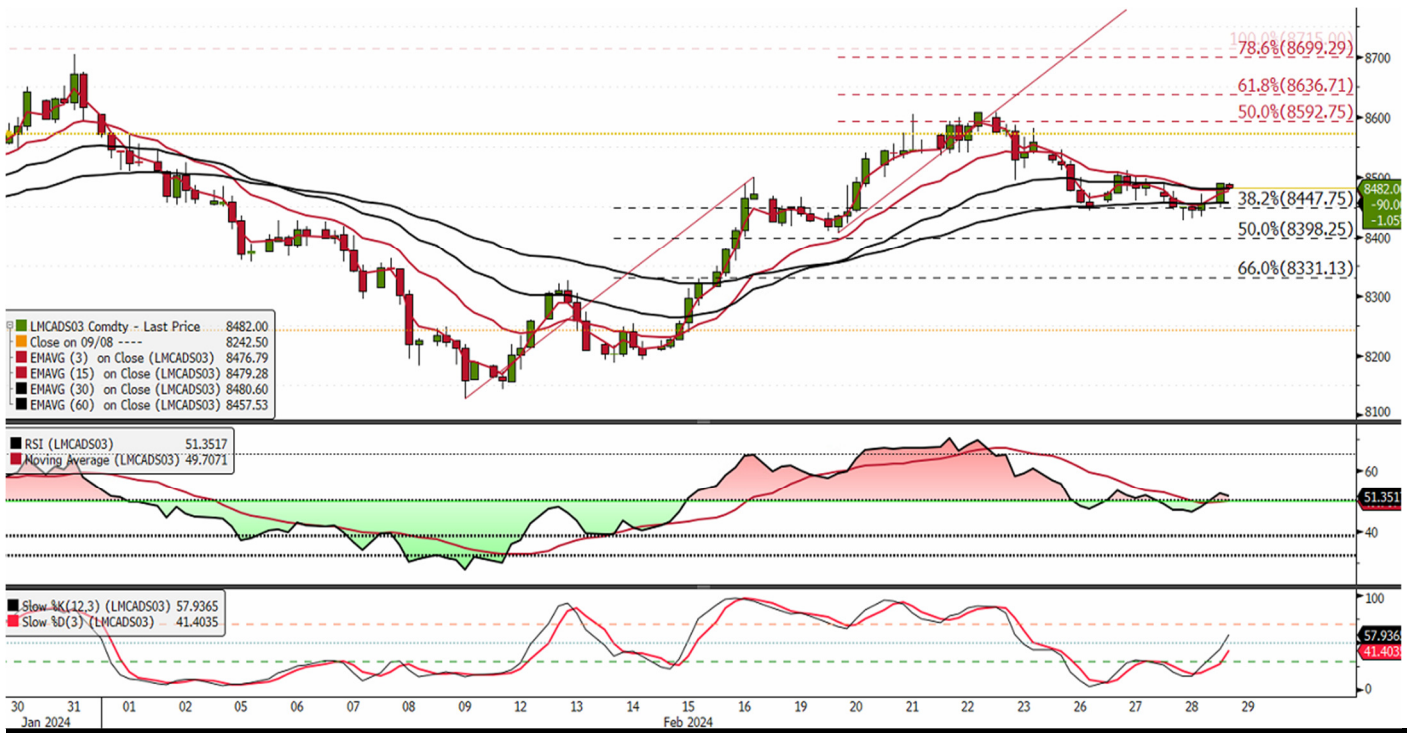 100.0%(8715.00)
78.6%(8699.29)
8700
61.8%(8636.71)
8600
50.0%(8592.75)
8500
8482.00
-90.00
-1.05%
38.2%(8447.75)
8400
50.0%(8398.25)
66.0%(8331.13)
8300
8200
8100
LMCADS03 Comdty - Last Price 8482.00
Close on 09/08 ---- 8242.50
EMAVG (3) on Close (LMCADS03) 8476.79
EMAVG (15) on Close (LMCADS03) 8479.28
EMAVG (30) on Close (LMCADS03) 8480.60
EMAVG (60) on Close (LMCADS03) 8457.53
RSI (LMCADS03) 51.3517
Moving Average (LMCADS03) 49.7071
60
51.3517
40
Slow %K(12,3) (LMCADS03) 57.9365
Slow %D(3) (LMCADS03) 41.4035
100
57.9365
41.4035
0
30 31 01 02 05 06 07 08 09 12 13 14 15 16 19 20 21 22 23 26 27 28 29
Jan 2024 Feb 2024